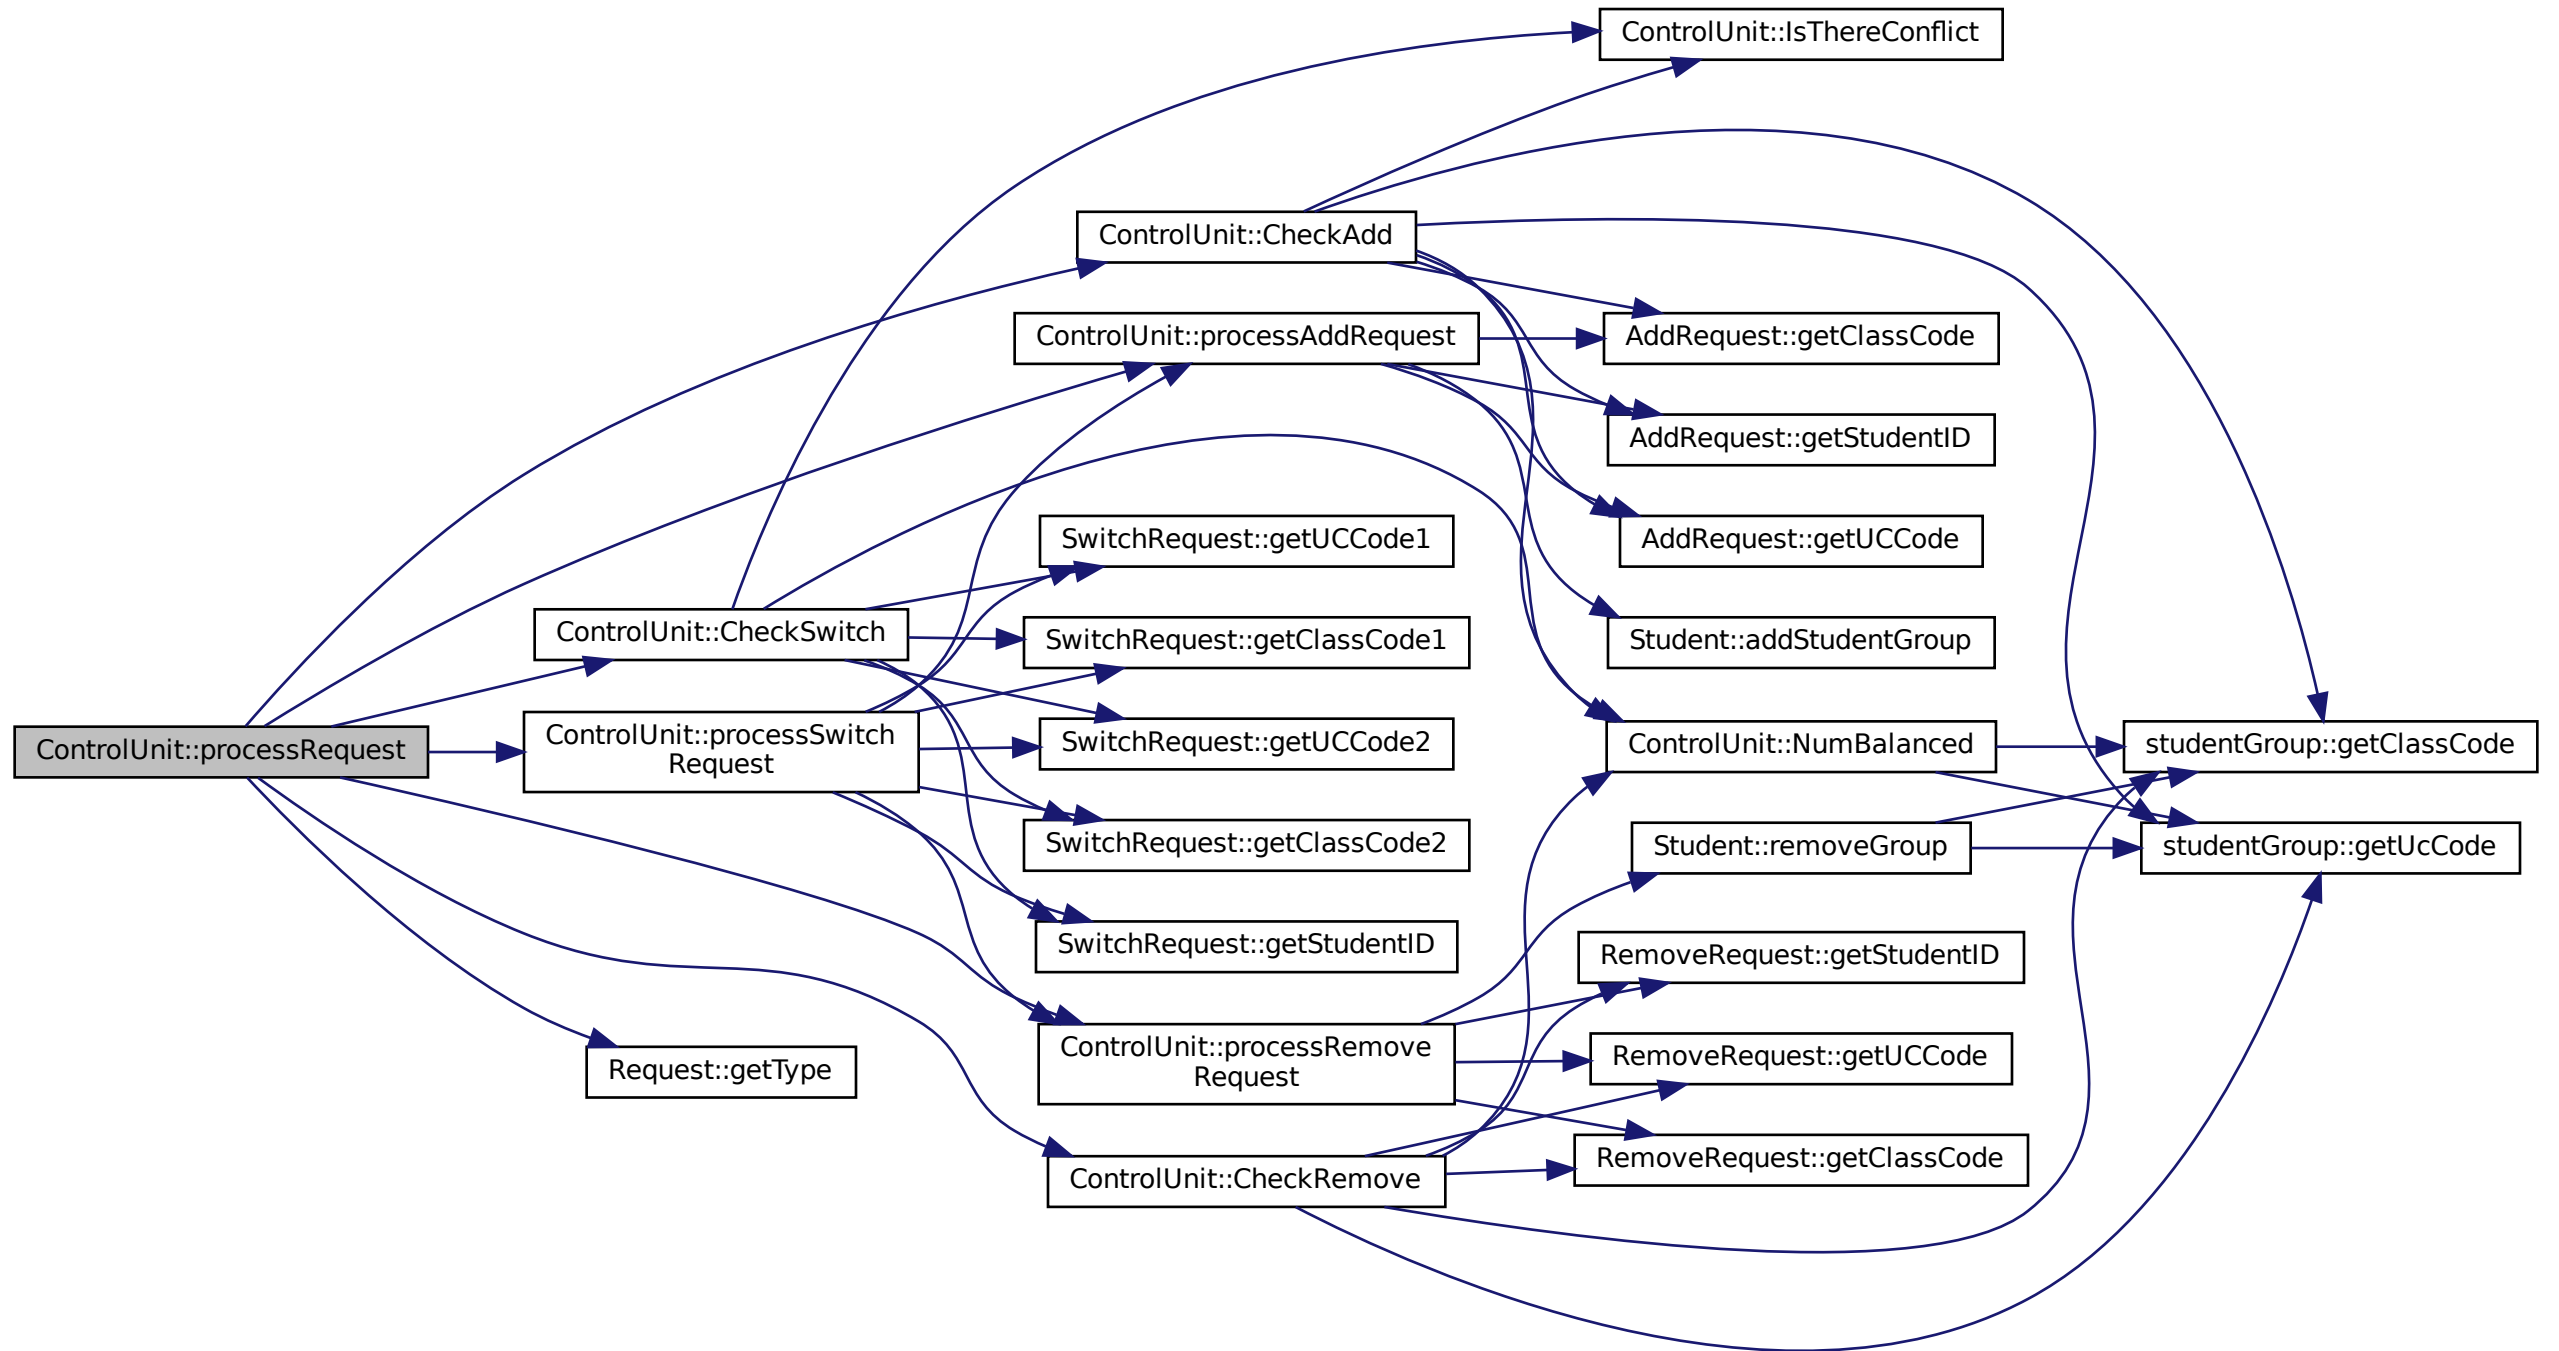 ControlUnit::IsThereConflict
ControlUnit::CheckAdd
ControlUnit::processAddRequest
AddRequest::getClassCode
AddRequest::getStudentID
SwitchRequest::getUCCode1
AddRequest::getUCCode
ControlUnit::CheckSwitch
SwitchRequest::getClassCode1
Student::addStudentGroup
ControlUnit::processRequest
ControlUnit::processSwitch
Request
SwitchRequest::getUCCode2
ControlUnit::NumBalanced
studentGroup::getClassCode
SwitchRequest::getClassCode2
Student::removeGroup
studentGroup::getUcCode
SwitchRequest::getStudentID
RemoveRequest::getStudentID
Request::getType
ControlUnit::processRemove
Request
RemoveRequest::getUCCode
ControlUnit::CheckRemove
RemoveRequest::getClassCode